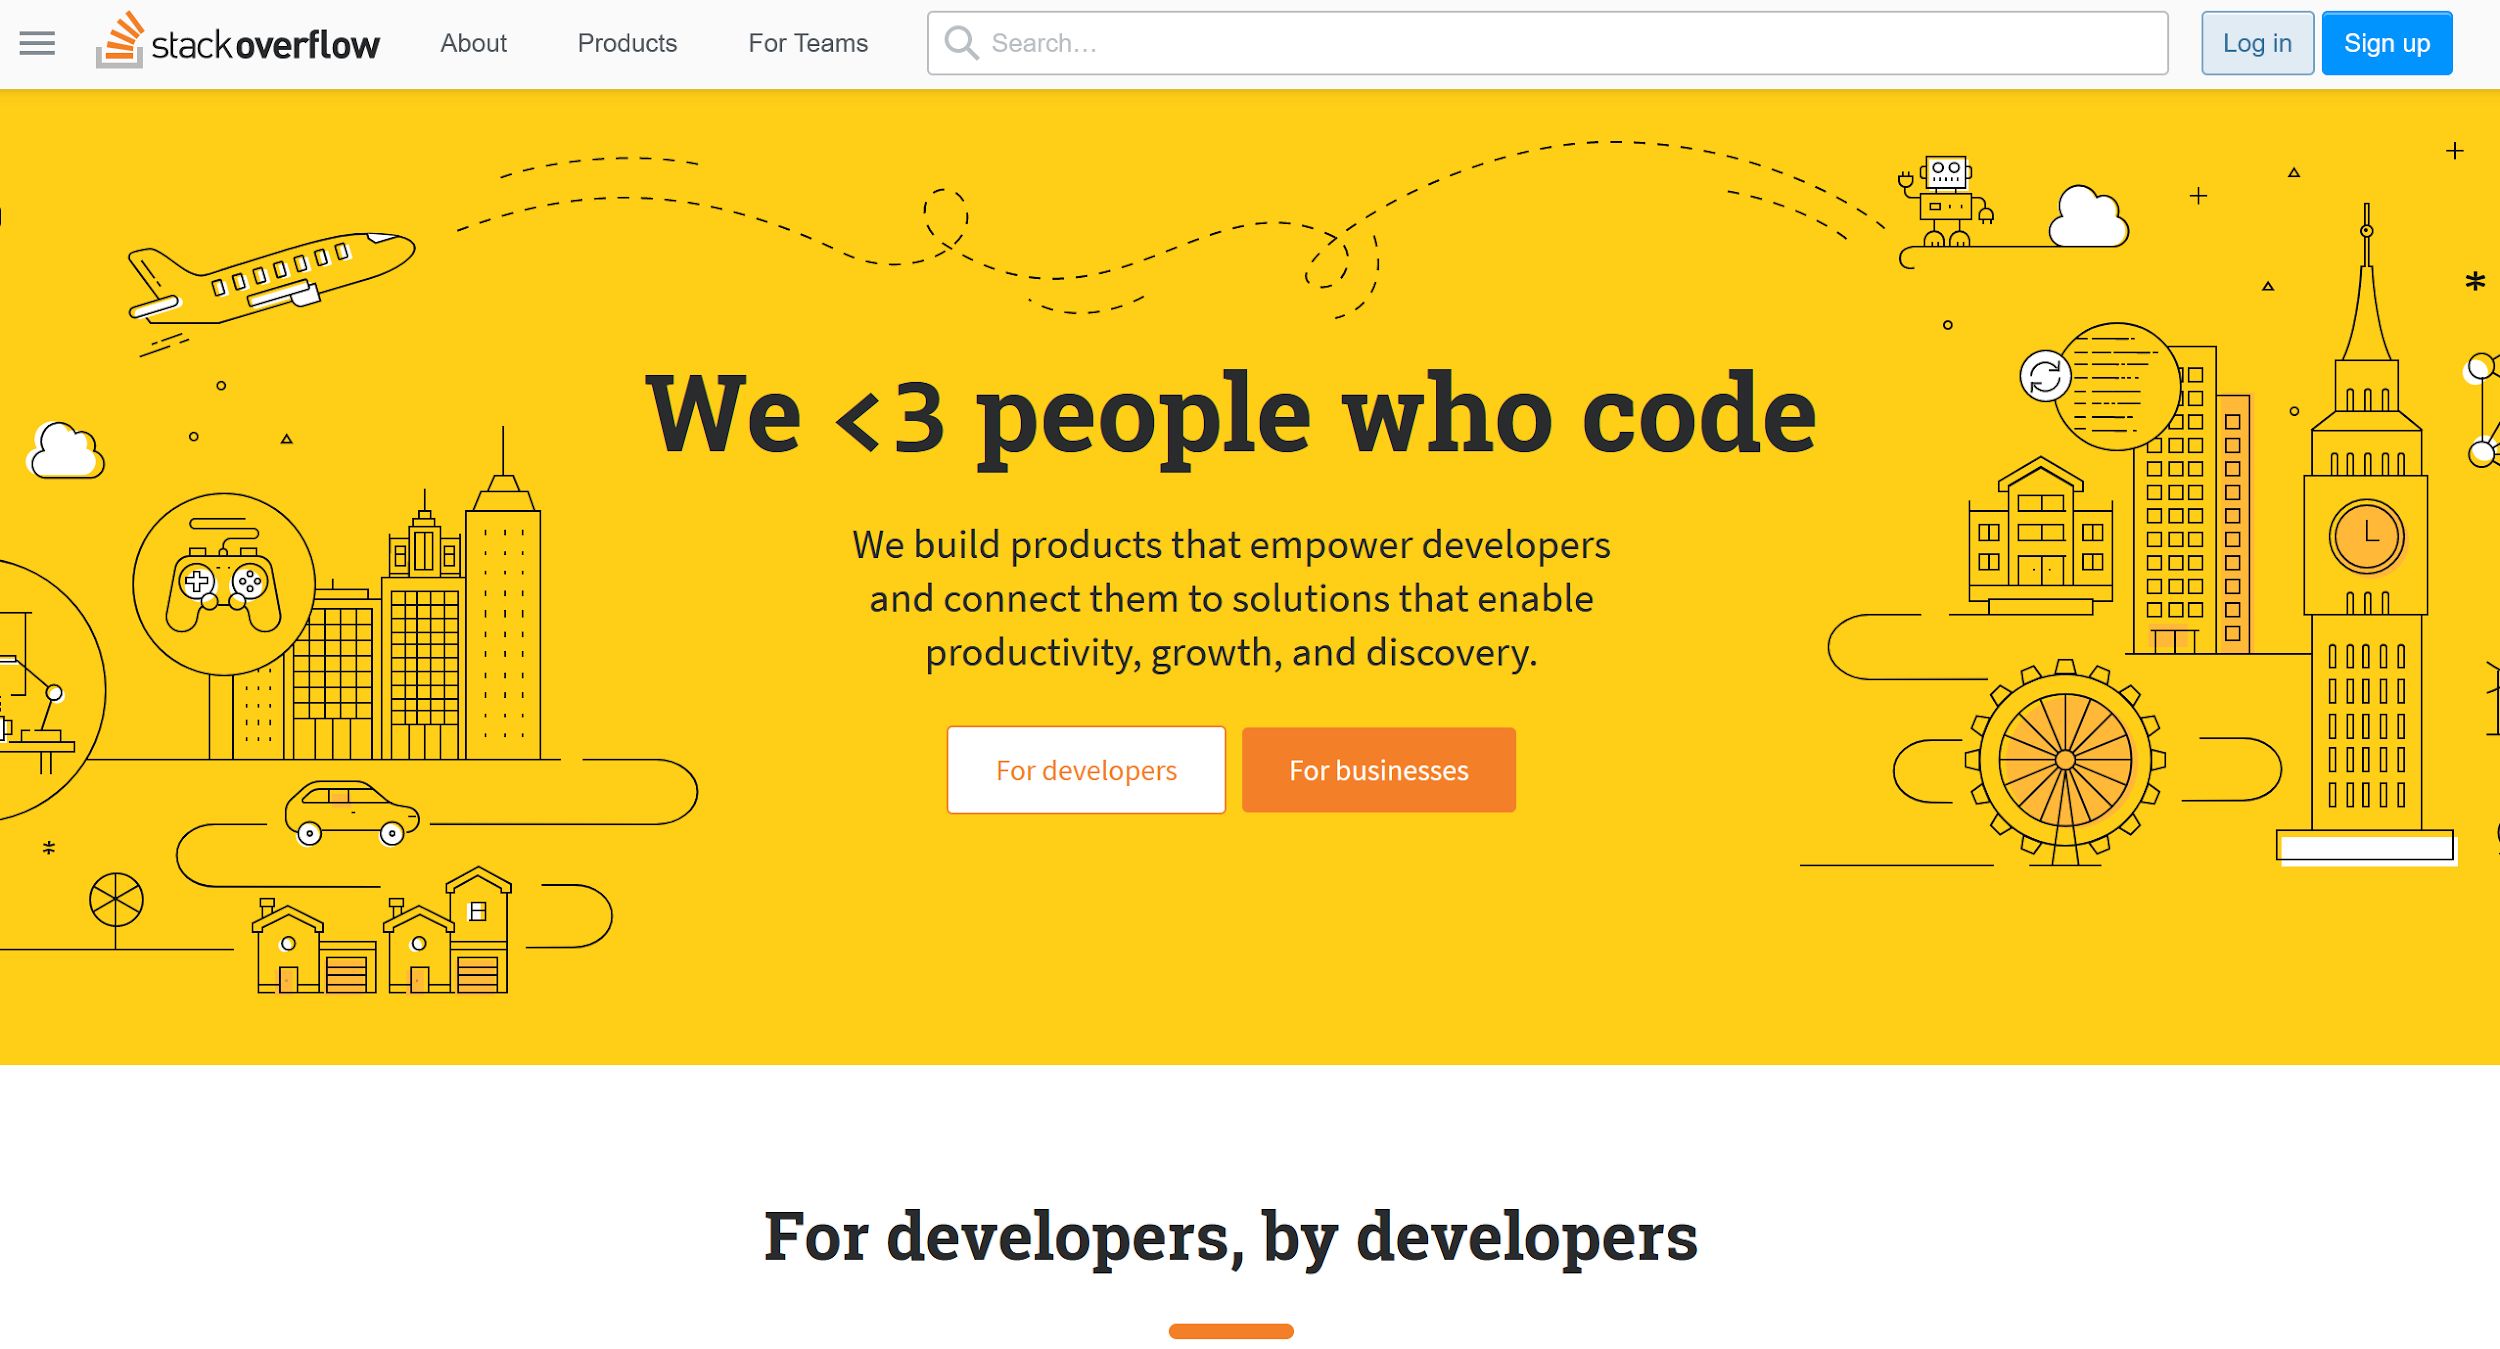 stackoverflow
About
Products
For Teams
Search...
Log in
Sign up
We <3 people who code
We build products that empower developers
and connect them to solutions that enable
productivity, growth, and discovery.
For developers
For businesses
For developers, by developers